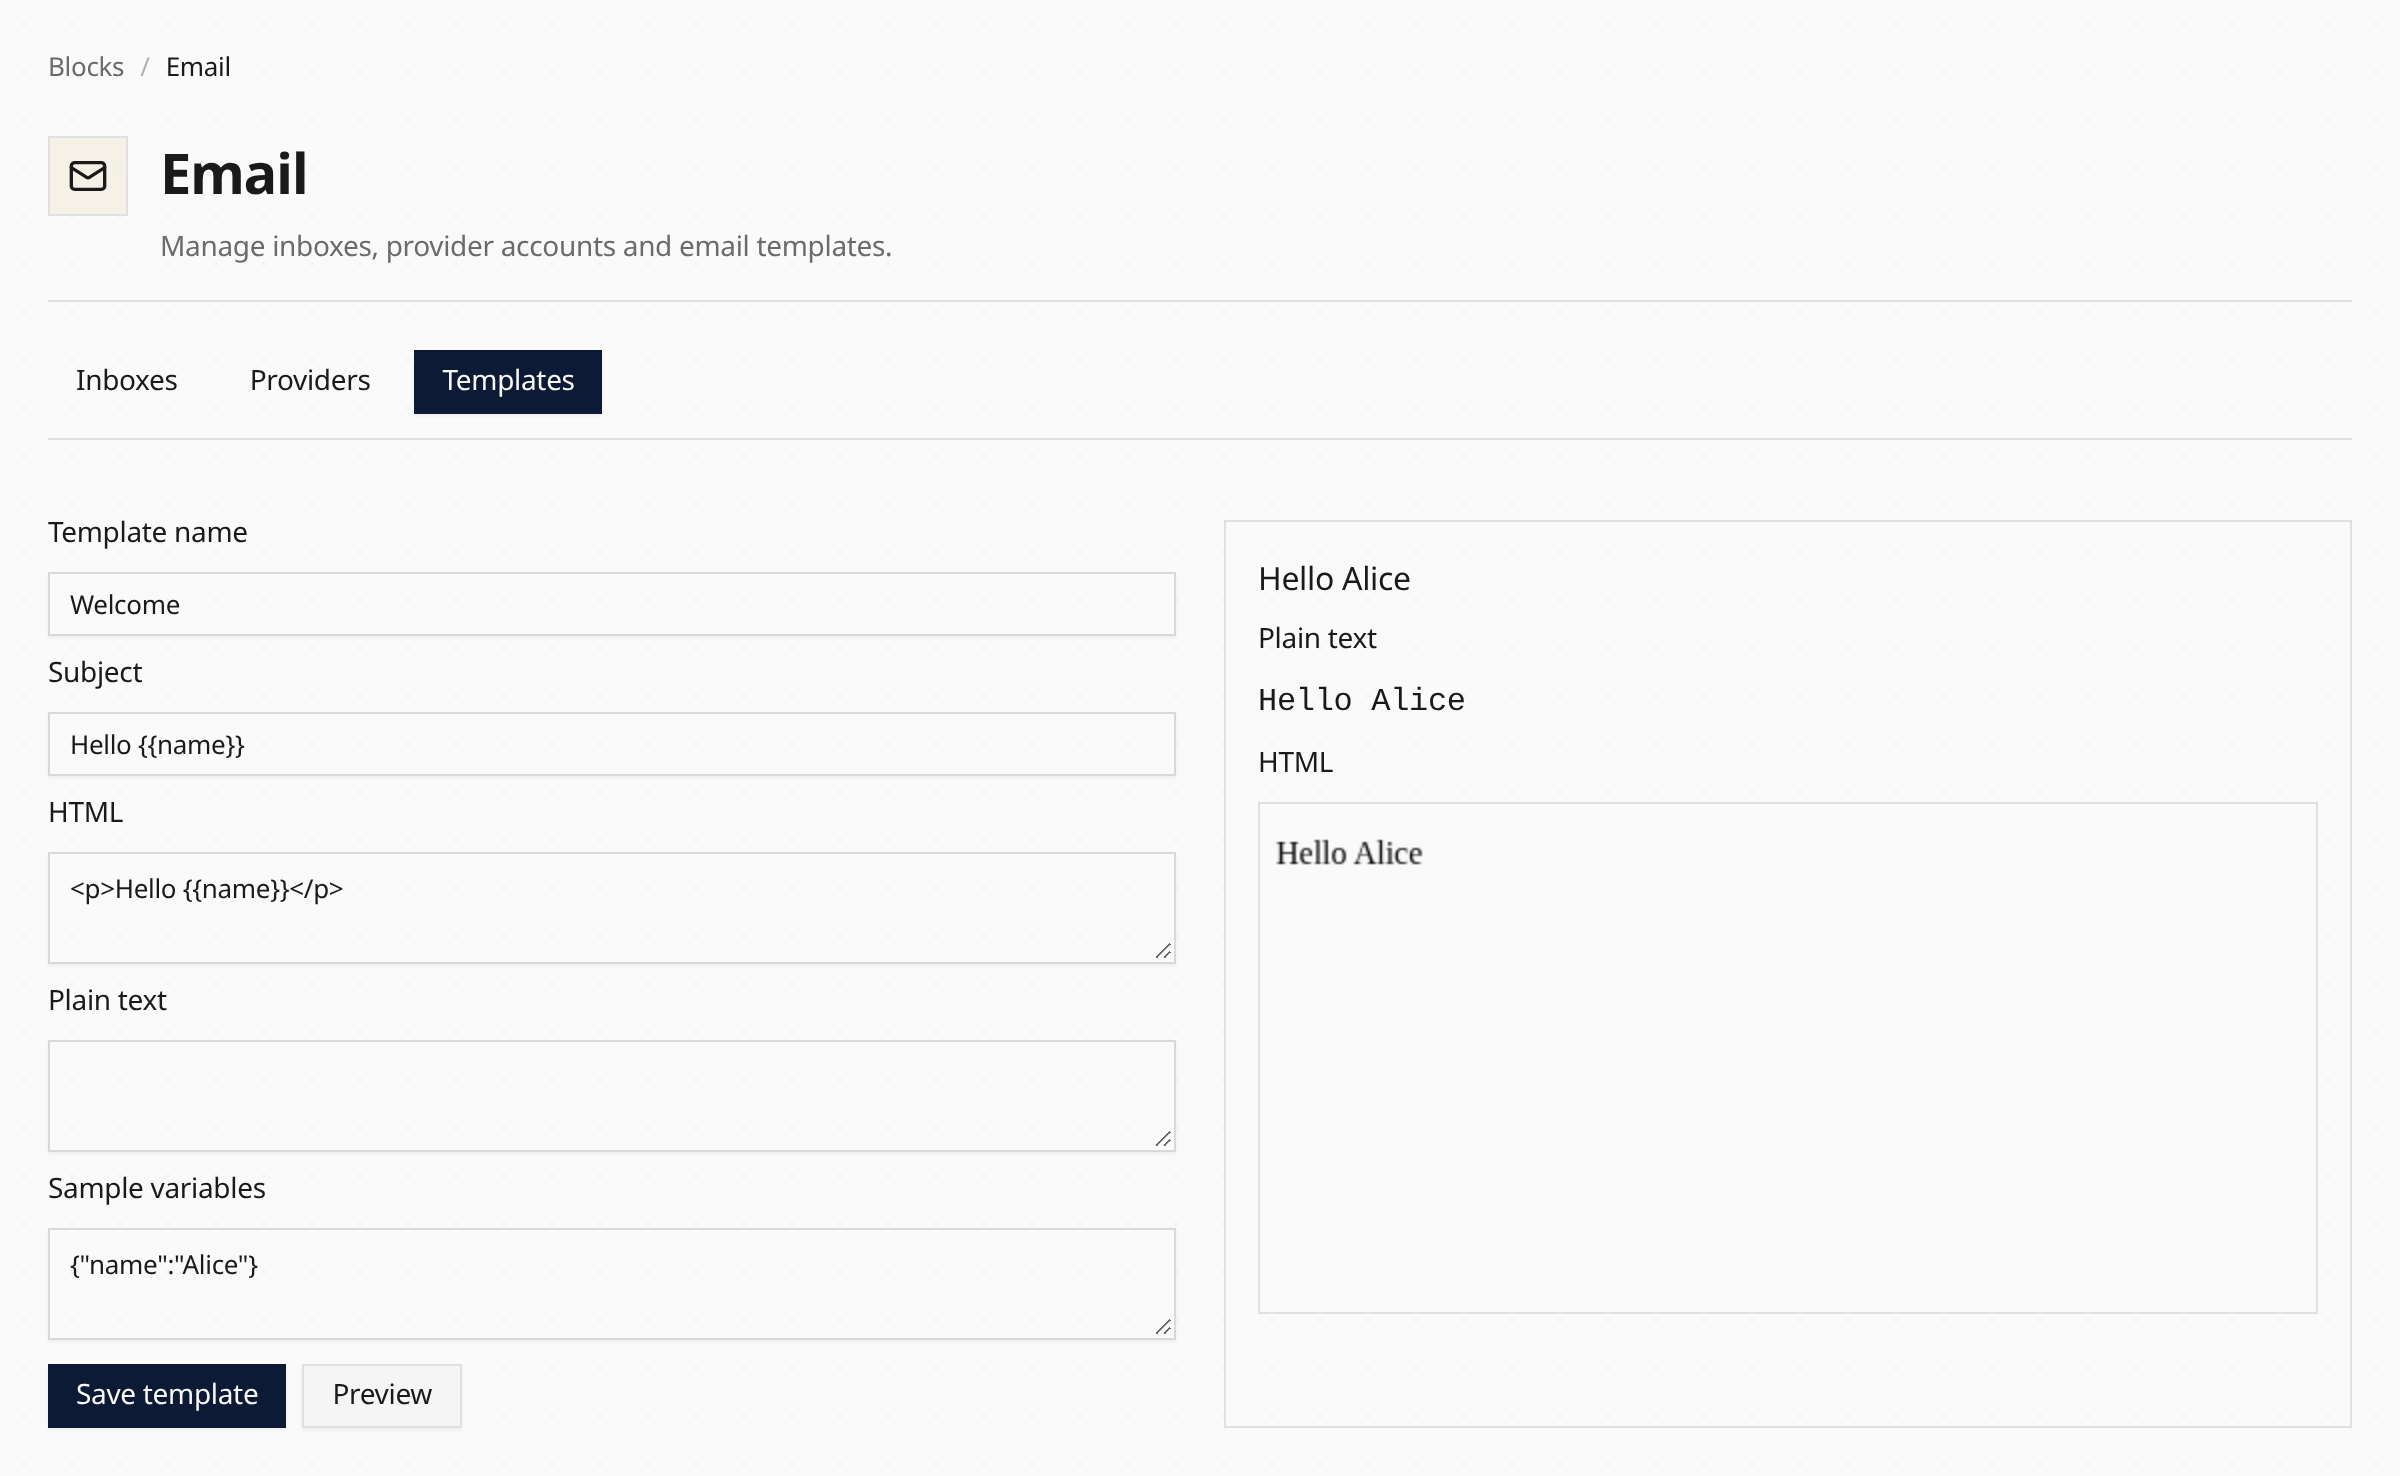 Blocks / Email
Email
Manage inboxes, provider accounts and email templates.
Inboxes Providers Templates
Template name
Welcome
Subject
Hello {{name}}
HTML
<p>Hello {{name}}</p>
Plain text
Sample variables
{"name":"Alice"}
Save template Preview
Hello Alice
Plain text
Hello Alice
HTML
Hello Alice